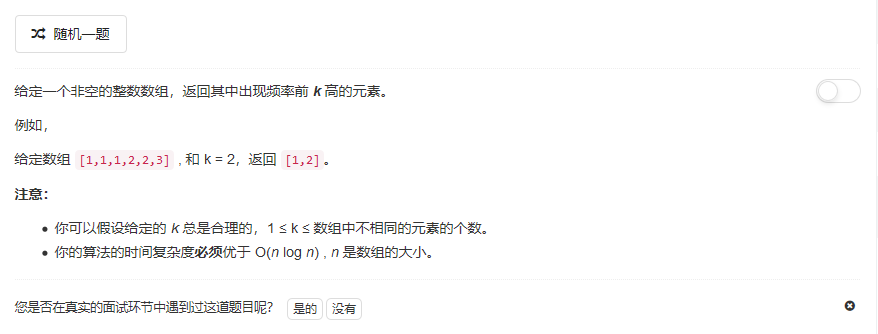 随机一题
给定一个非空的整数数组，返回其中出现频率前 k 高的元素。
例如，
给定数组 [1,1,1,2,2,3] , 和 k = 2，返回 [1,2]。
注意：
你可以假设给定的 k 总是合理的，1 ≤ k ≤ 数组中不相同的元素的个数。
你的算法的时间复杂度必须优于 O(n log n) , n 是数组的大小。
您是否在真实的面试环节中遇到过这道题目呢？ 是的 没有